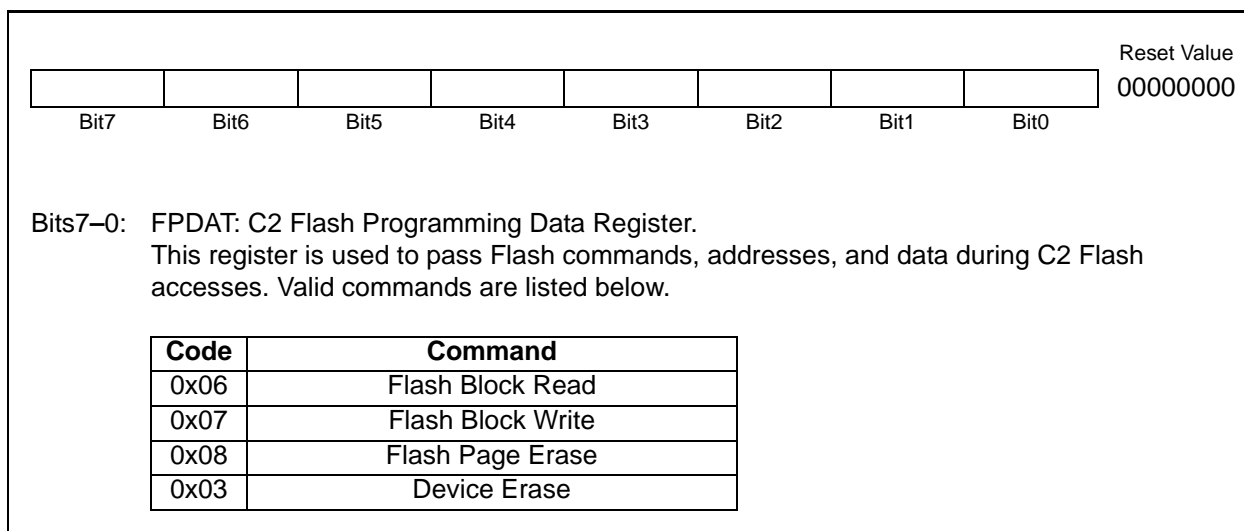 Reset Value
00000000
Bit7 Bit6 Bit5 Bit4 Bit3 Bit2 Bit1 Bit0
Bits7–0: FPDAT: C2 Flash Programming Data Register.
This register is used to pass Flash commands, addresses, and data during C2 Flash
accesses. Valid commands are listed below.
Code Command
0x06 Flash Block Read
0x07 Flash Block Write
0x08 Flash Page Erase
0x03 Device Erase